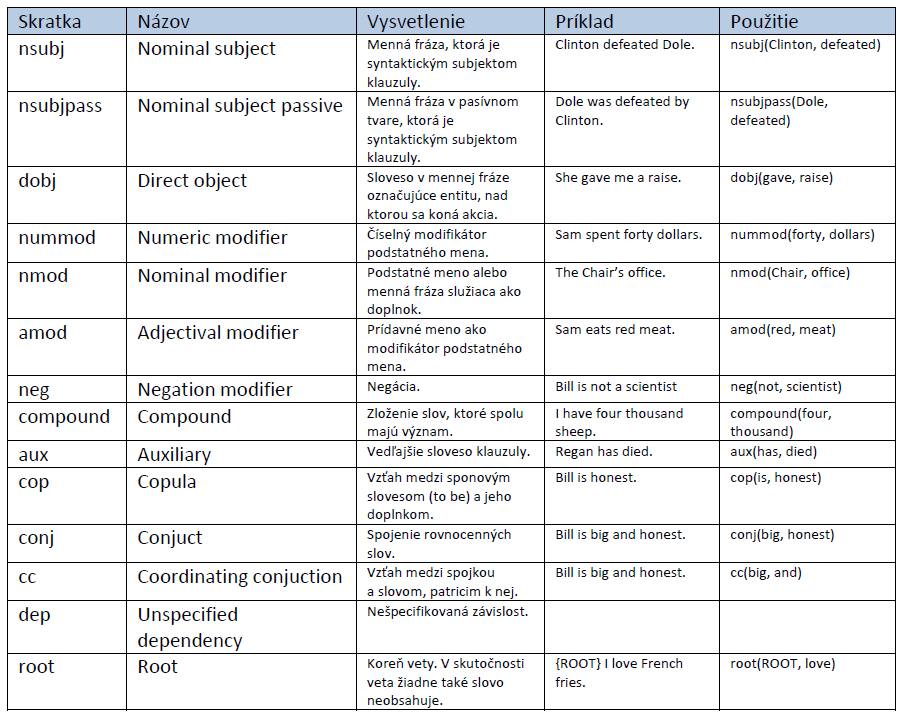 Skratka Názov Vysvetlenie Príklad Použitie
nsubj Nominal subject Menná fráza, ktorá je Clinton defeated Dole. nsubj(Clinton, defeated)
syntaktickým subjektom
klauzuly.
nsubjpass Nominal subject passive Menná fráza v pasívnom Dole was defeated by nsubjpass(Dole,
tvare, ktorá je Clinton. defeated)
syntaktickým subjektom
klauzuly.
dobj Direct object Sloveso v mennej fráze She gave me a raise. dobj(gave, raise)
označujúce entitu, nad
ktorou sa koná akcia.
nummod Numeric modifier Číselný modifikátor Sam spent forty dollars. nummod(forty, dollars)
podstatného mena.
nmod Nominal modifier Podstatné meno alebo The Chair’s office. nmod(Chair, office)
menná fráza služiaca ako
doplnok.
amod Adjectival modifier Prídavné meno ako Sam eats red meat. amod(red, meat)
modifikátor podstatného
mena.
neg Negation modifier Negácia. Bill is not a scientist neg(not, scientist)
compound Compound Zloženie slov, ktoré spolu I have four thousand compound(four,
majú význam. sheep. thousand)
aux Auxiliary Vedľajšie sloveso klauzuly. Regan has died. aux(has, died)
cop Copula Vzťah medzi sponovým Bill is honest. cop(is, honest)
slovesom (to be) a jeho
doplnkom.
conj Conjuct Spojenie rovnocenných Bill is big and honest. conj(big, honest)
slov.
cc Coordinating conjuction Vzťah medzi spojkou Bill is big and honest. cc(big, and)
a slovom, patricim k nej.
dep Unspecified Nešpecifikovaná závislost.
dependency
root Root Koreň vety. V skutočnosti {ROOT} I love French root(ROOT, love)
veta žiadne také slovo fries.
neobsahuje.